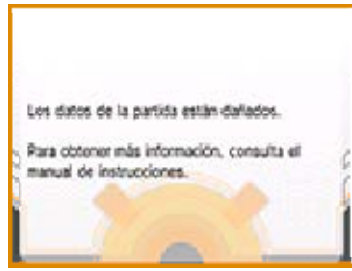 Los datos de la partida están dañados.
Para obtener más información, consulta el
manual de instrucciones.